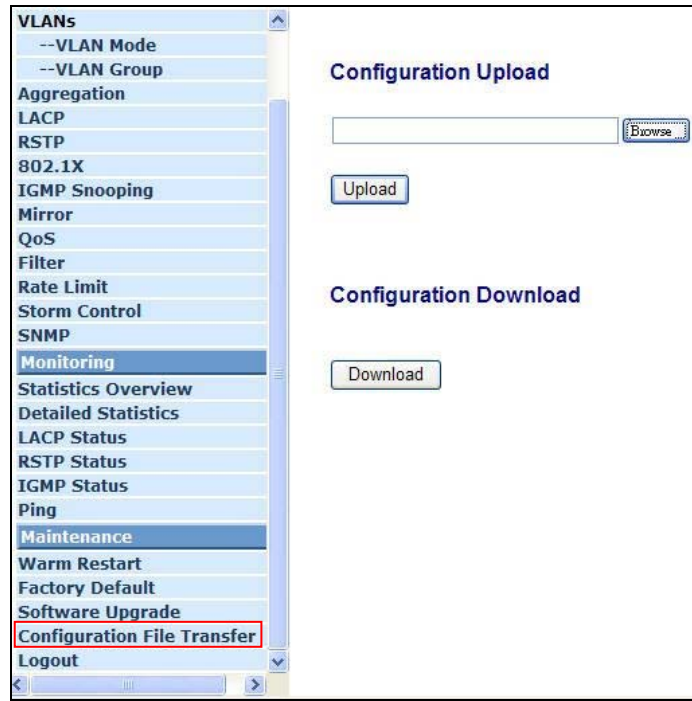 VLANs
--VLAN Mode
--VLAN Group
Aggregation
LACP
RSTP
802.1X
IGMP Snooping
Mirror
QoS
Filter
Rate Limit
Storm Control
SNMP
Monitoring
Statistics Overview
Detailed Statistics
LACP Status
RSTP Status
IGMP Status
Ping
Maintenance
Warm Restart
Factory Default
Software Upgrade
Configuration File Transfer
Logout
Configuration Upload
Browse...
Upload
Configuration Download
Download